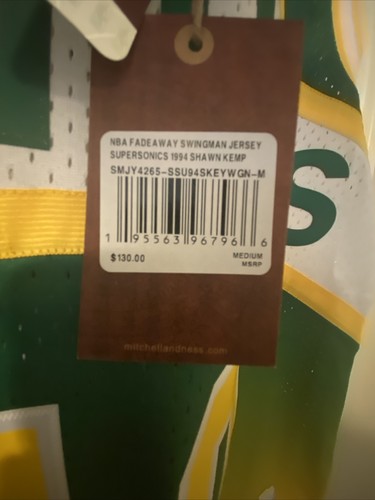 NBA FADEAWAY SWINGMAN JERSEY
SUPERSONICS 1994 SHAWN KEMP
SMJY4265-SSU94SKEYWGN-M
1 95563 96796 6
$130.00
MEDIUM
MSRP
mitchellandness.com
S